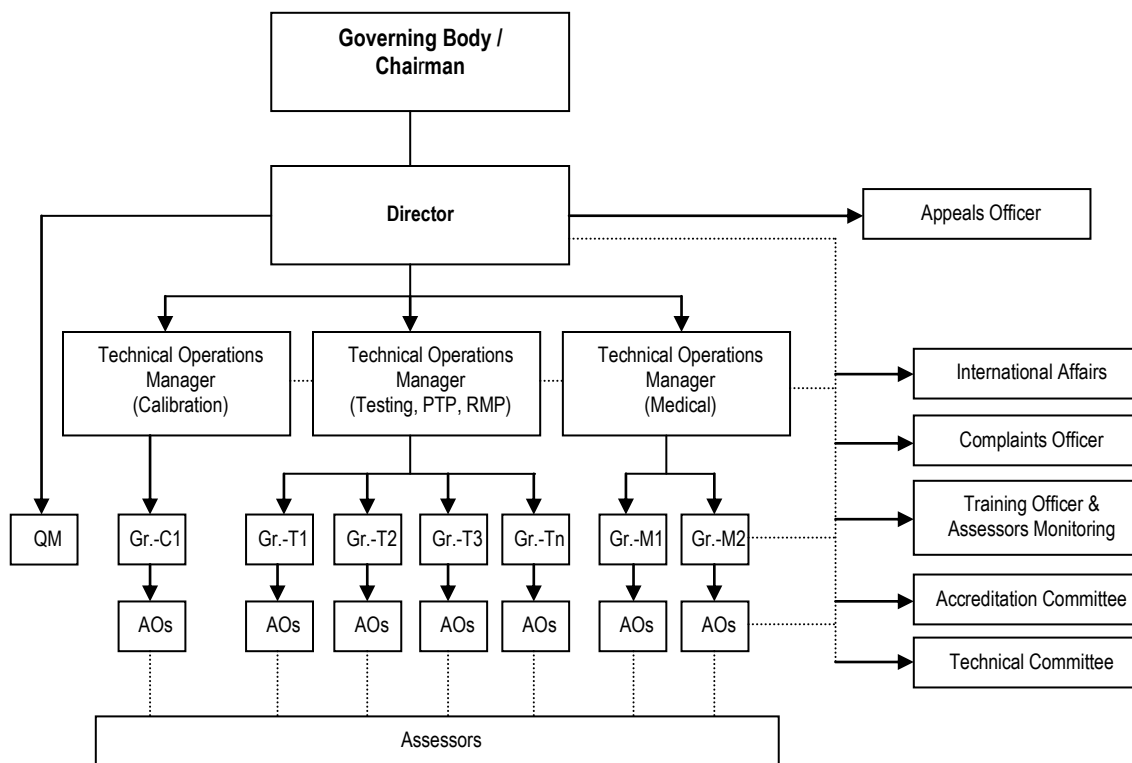 Governing Body /
Chairman
Director
Appeals Officer
Technical Operations
Manager
(Calibration)
Technical Operations
Manager
(Testing, PTP, RMP)
Technical Operations
Manager
(Medical)
International Affairs
Complaints Officer
Training Officer &
Assessors Monitoring
QM
Gr.-C1
Gr.-T1
Gr.-T2
Gr.-T3
Gr.-Tn
Gr.-M1
Gr.-M2
Accreditation Committee
AOs
AOs
AOs
AOs
AOs
AOs
AOs
Technical Committee
Assessors